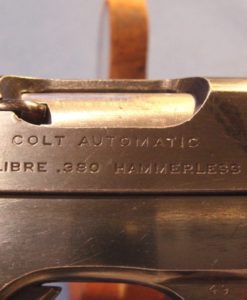 COLT AUTOMATIC
LIBRE .380 HAMMERLESS